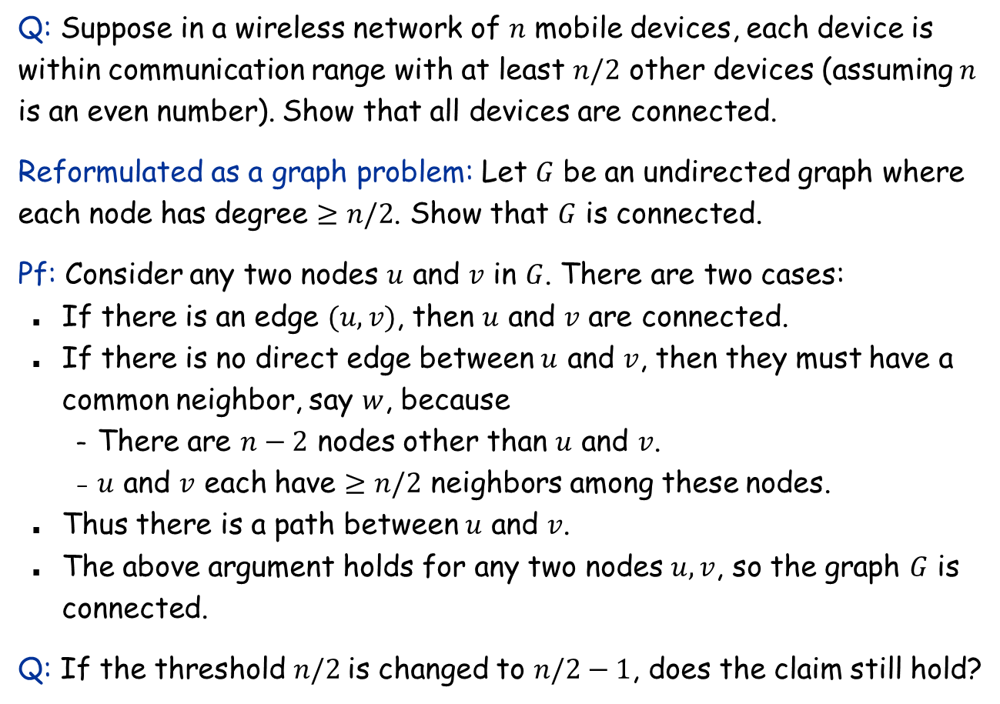 Q: Suppose in a wireless network of n mobile devices, each device is
within communication range with at least n/2 other devices (assuming n
is an even number). Show that all devices are connected.
Reformulated as a graph problem: Let G be an undirected graph where
each node has degree ≥ n/2. Show that G is connected.
Pf: Consider any two nodes u and v in G. There are two cases:
▪ If there is an edge (u, v), then u and v are connected.
▪ If there is no direct edge between u and v, then they must have a
common neighbor, say w, because
- There are n − 2 nodes other than u and v.
– u and v each have ≥ n/2 neighbors among these nodes.
▪ Thus there is a path between u and v.
▪ The above argument holds for any two nodes u, v, so the graph G is
connected.
Q: If the threshold n/2 is changed to n/2 − 1, does the claim still hold?